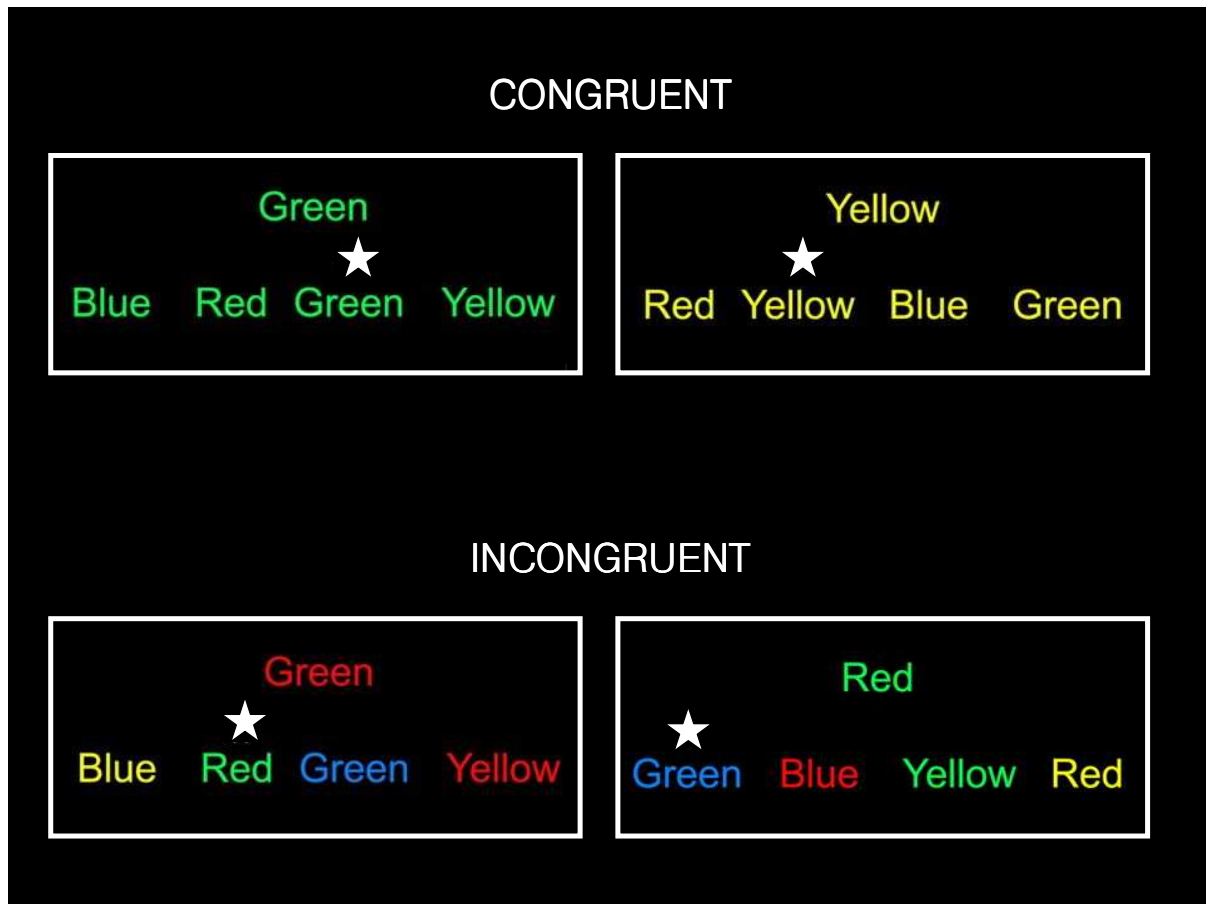 CONGRUENT
Green
Blue Red Green Yellow
Yellow
Red Yellow Blue Green
INCONGRUENT
Green
Blue Red Green Yellow
Red
Green Blue Yellow Red